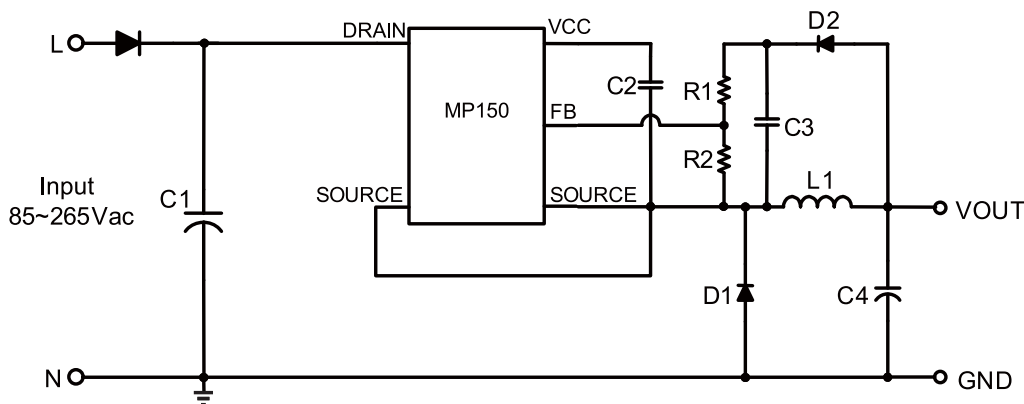 D2
L
DRAIN
VCC
C2
R1
MP150
FB
C3
R2
Input
85~265Vac
C1
SOURCE
SOURCE
L1
VOUT
D1
C4
N
GND